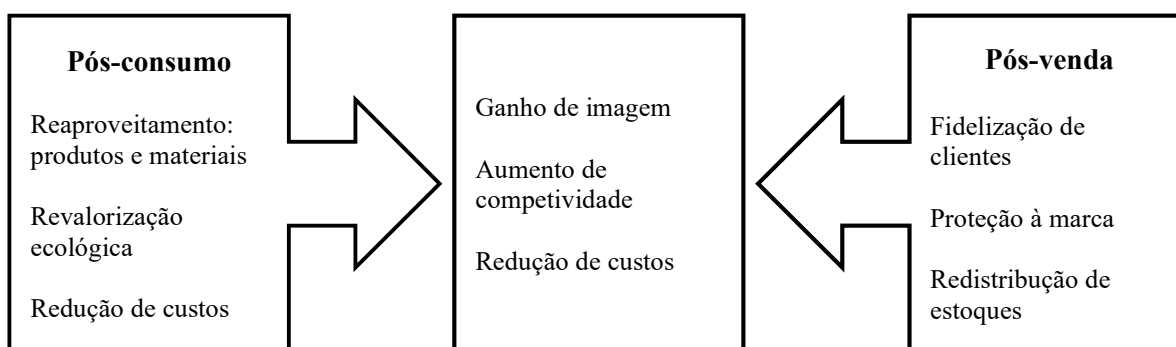 Pós-consumo
Reaproveitamento:
produtos e materiais
Revalorização
ecológica
Redução de custos
Ganho de imagem
Aumento de
competividade
Redução de custos
Pós-venda
Fidelização de
clientes
Proteção à marca
Redistribução de
estoques